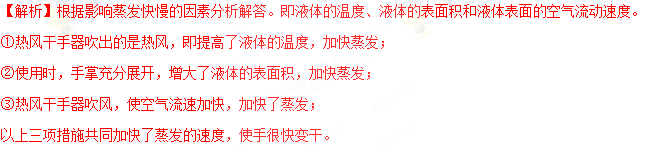 【解析】根据影响蒸发快慢的因素分析解答。即液体的温度、液体的表面积和液体表面的空气流动速度。
①热风干手器吹出的是热风，即提高了液体的温度，加快蒸发；
②使用时，手掌充分展开，增大了液体的表面积，加快蒸发；
③热风干手器吹风，使空气流速加快，加快了蒸发；
以上三项措施共同加快了蒸发的速度，使手很快变干。